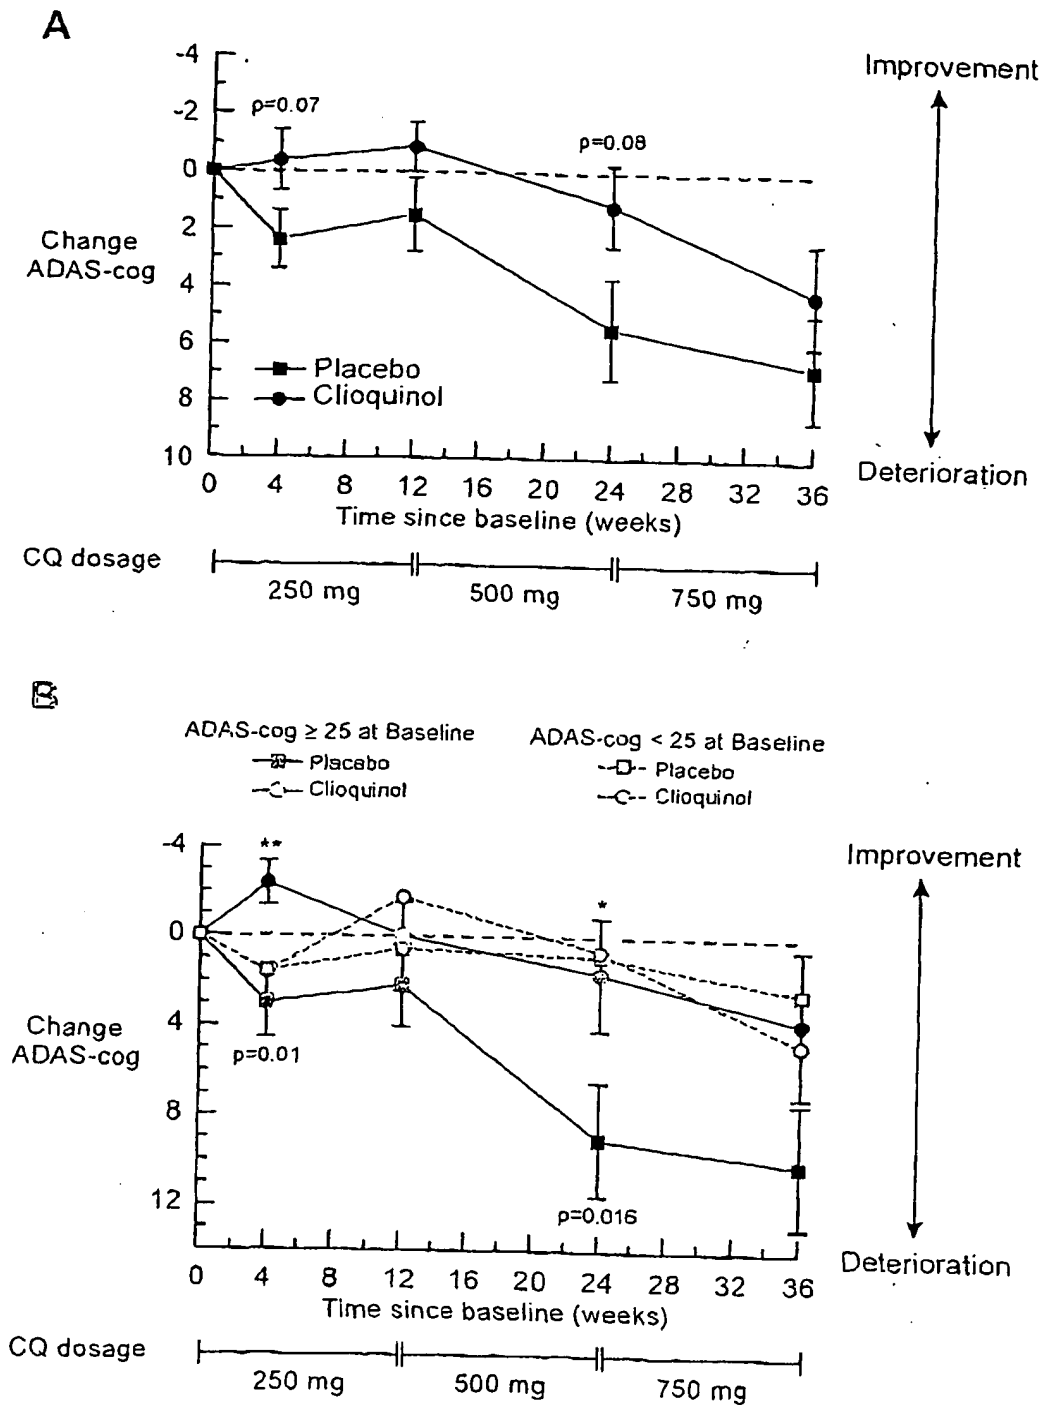 A
-4
-2
0
2
4
6
8
10
Change
ADAS-cog
p=0.07
p=0.08
Placebo
Clioquinol
Improvement
Deterioration
0 4 8 12 16 20 24 28 32 36
Time since baseline (weeks)
CQ dosage
250 mg 500 mg 750 mg
B
ADAS-cog ≥ 25 at Baseline
Placebo
Clioquinol
ADAS-cog < 25 at Baseline
Placebo
Clioquinol
-4
0
4
8
12
Change
ADAS-cog
**
*
p=0.01
p=0.016
Improvement
Deterioration
0 4 8 12 16 20 24 28 32 36
Time since baseline (weeks)
CQ dosage
250 mg 500 mg 750 mg